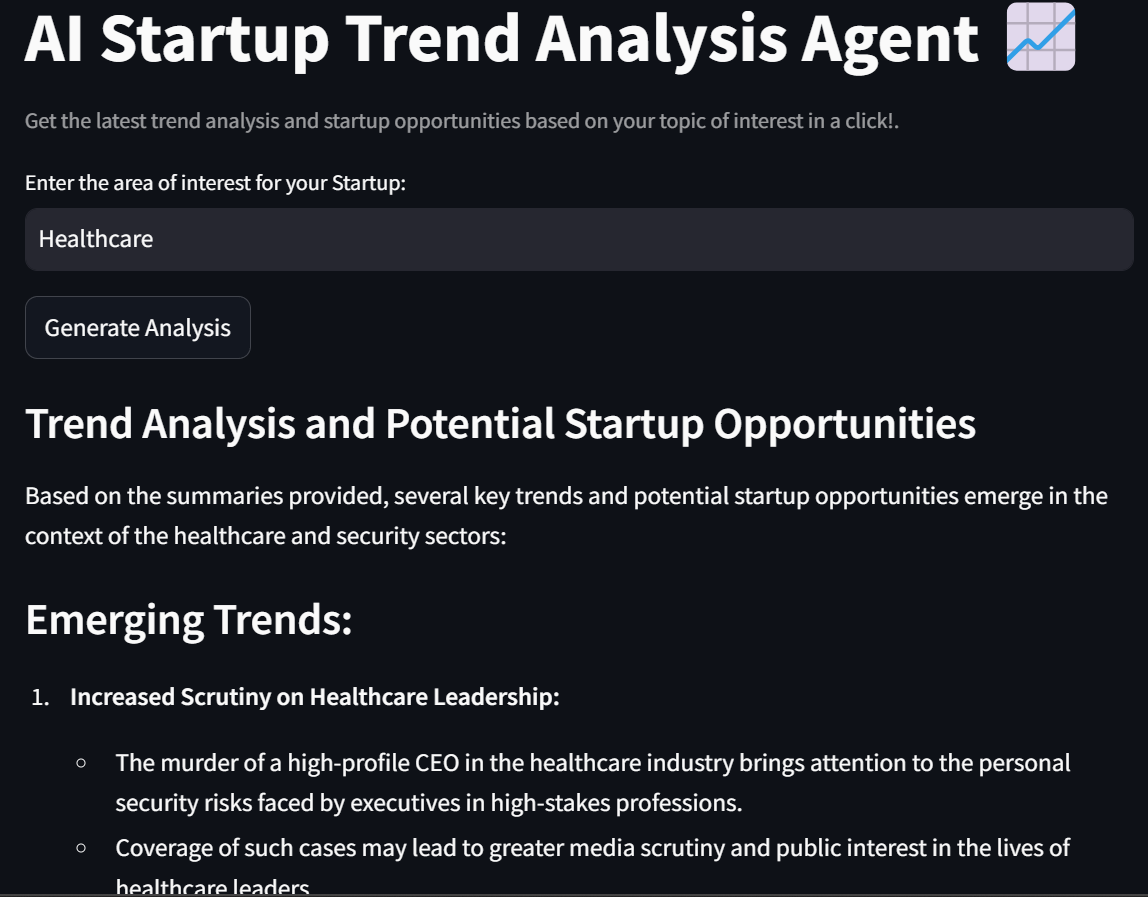 AI Startup Trend Analysis Agent
Get the latest trend analysis and startup opportunities based on your topic of interest in a click!.
Enter the area of interest for your Startup:
Healthcare
Generate Analysis
Trend Analysis and Potential Startup Opportunities
Based on the summaries provided, several key trends and potential startup opportunities emerge in the
context of the healthcare and security sectors:
Emerging Trends:
1. Increased Scrutiny on Healthcare Leadership:
The murder of a high-profile CEO in the healthcare industry brings attention to the personal
security risks faced by executives in high-stakes professions.
Coverage of such cases may lead to greater media scrutiny and public interest in the lives of
healthcare leaders